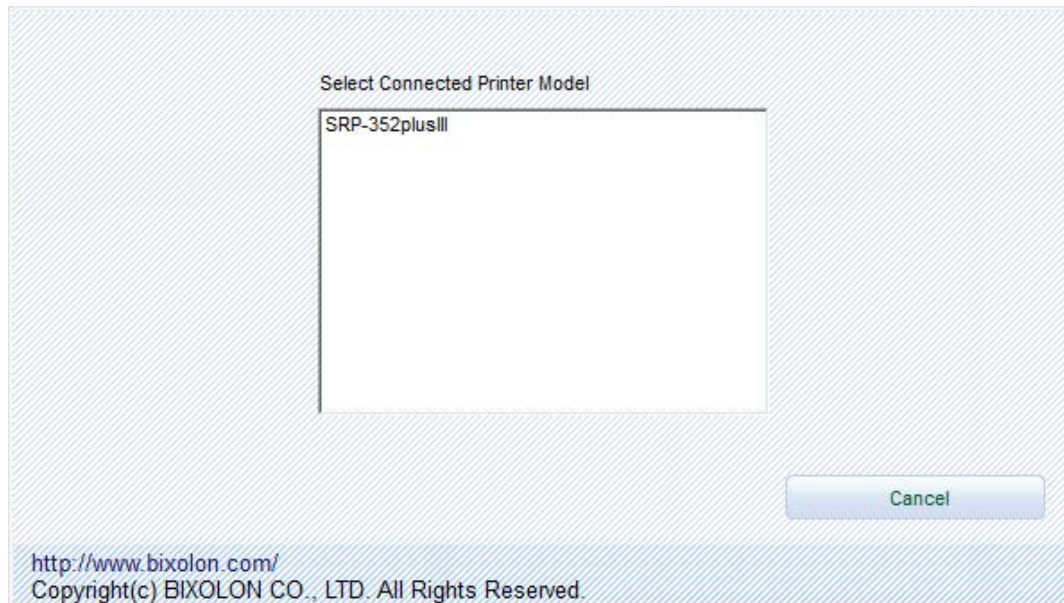 Select Connected Printer Model
SRP-352plusIII
Cancel
http://www.bixolon.com/
Copyright(c) BIXOLON CO., LTD. All Rights Reserved.